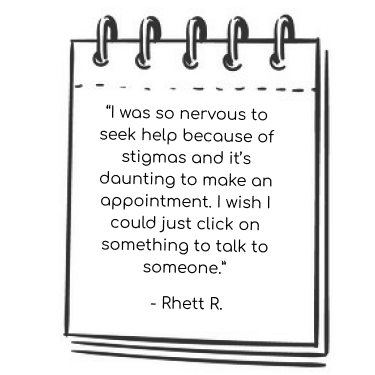 “I was so nervous to
seek help because of
stigmas and it’s
daunting to make an
appointment. I wish I
could just click on
something to talk to
someone.”
- Rhett R.